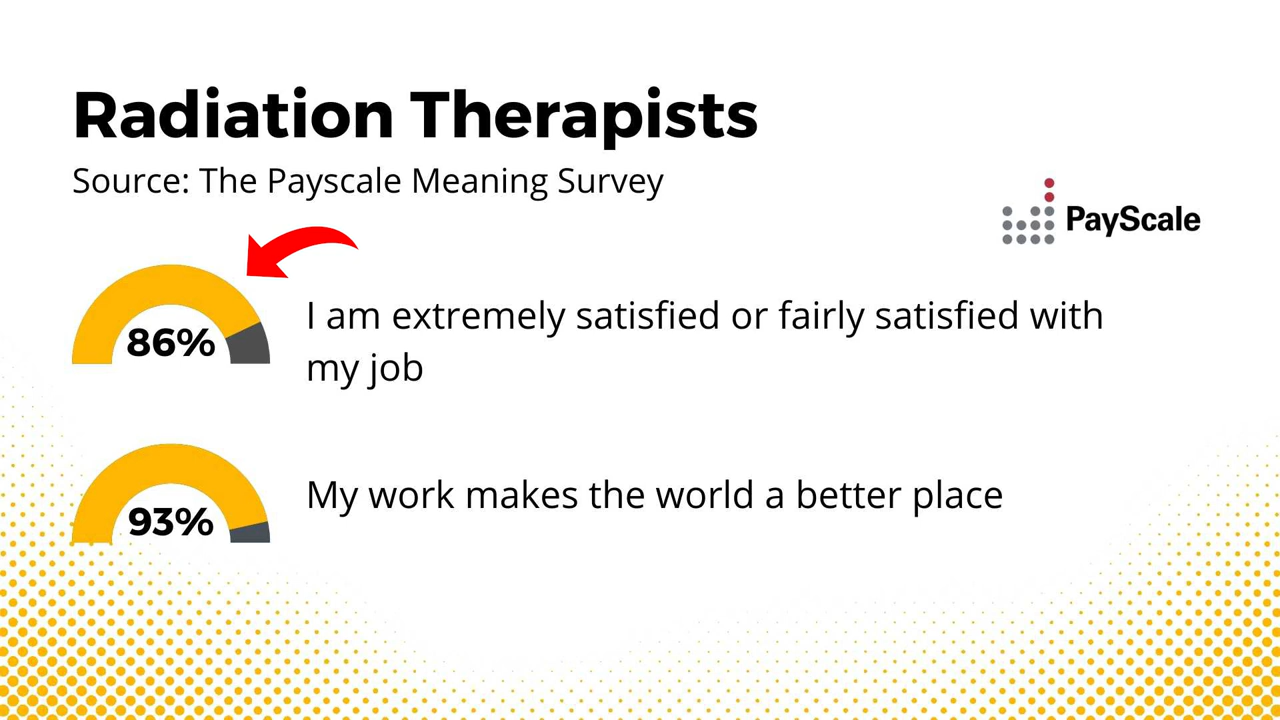 Radiation Therapists
Source: The Payscale Meaning Survey
PayScale
86%
I am extremely satisfied or fairly satisfied with
my job
93%
My work makes the world a better place